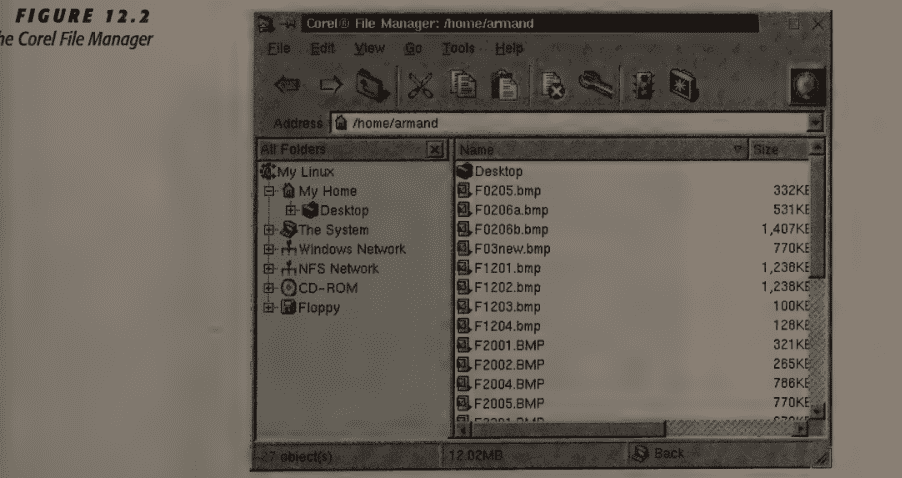 FIGURE 12.2
he Corel File Manager
Corel® File Manager: /home/armand
File Edit View Go Tools Help
Address /home/armand
All Folders
My Linux
My Home
Desktop
The System
Windows Network
NFS Network
CD-ROM
Floppy
Name Size
Desktop
F0205.bmp 332KB
F0206a.bmp 531KB
F0206b.bmp 1,407KB
F03new.bmp 770KB
F1201.bmp 1,238KB
F1202.bmp 1,238KB
F1203.bmp 100KB
F1204.bmp 128KB
F2001.BMP 321KB
F2002.BMP 265KB
F2004.BMP 786KB
F2005.BMP 770KB
27 object(s) 12.02MB Back